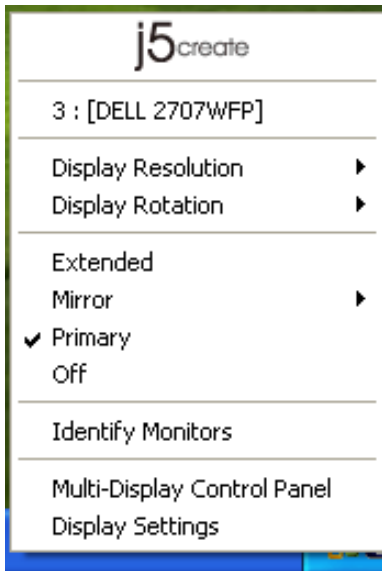 j5create
3 : [DELL 2707WFP]
Display Resolution
Display Rotation
Extended
Mirror
Primary
Off
Identify Monitors
Multi-Display Control Panel
Display Settings